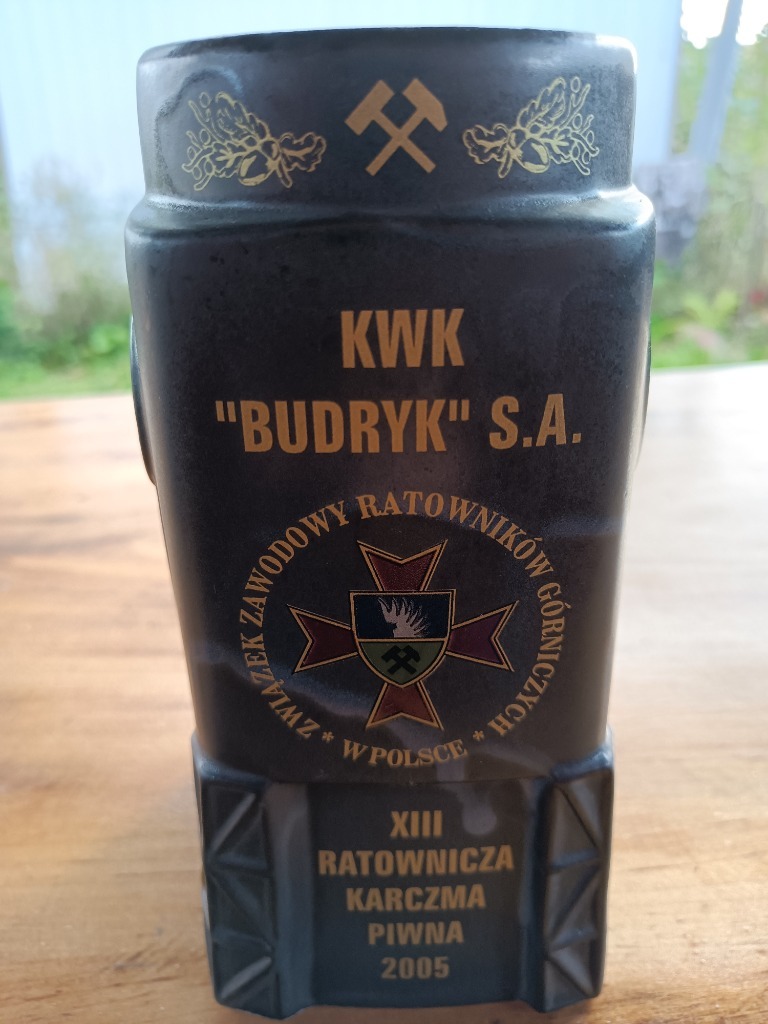 KWK
"BUDRYK" S.A.
ZWIĄZEK ZAWODOWY RATOWNIKÓW GÓRNICZYCH
* W POLSCE *
XIII
RATOWNICZA
KARCZMA
PIWNA
2005